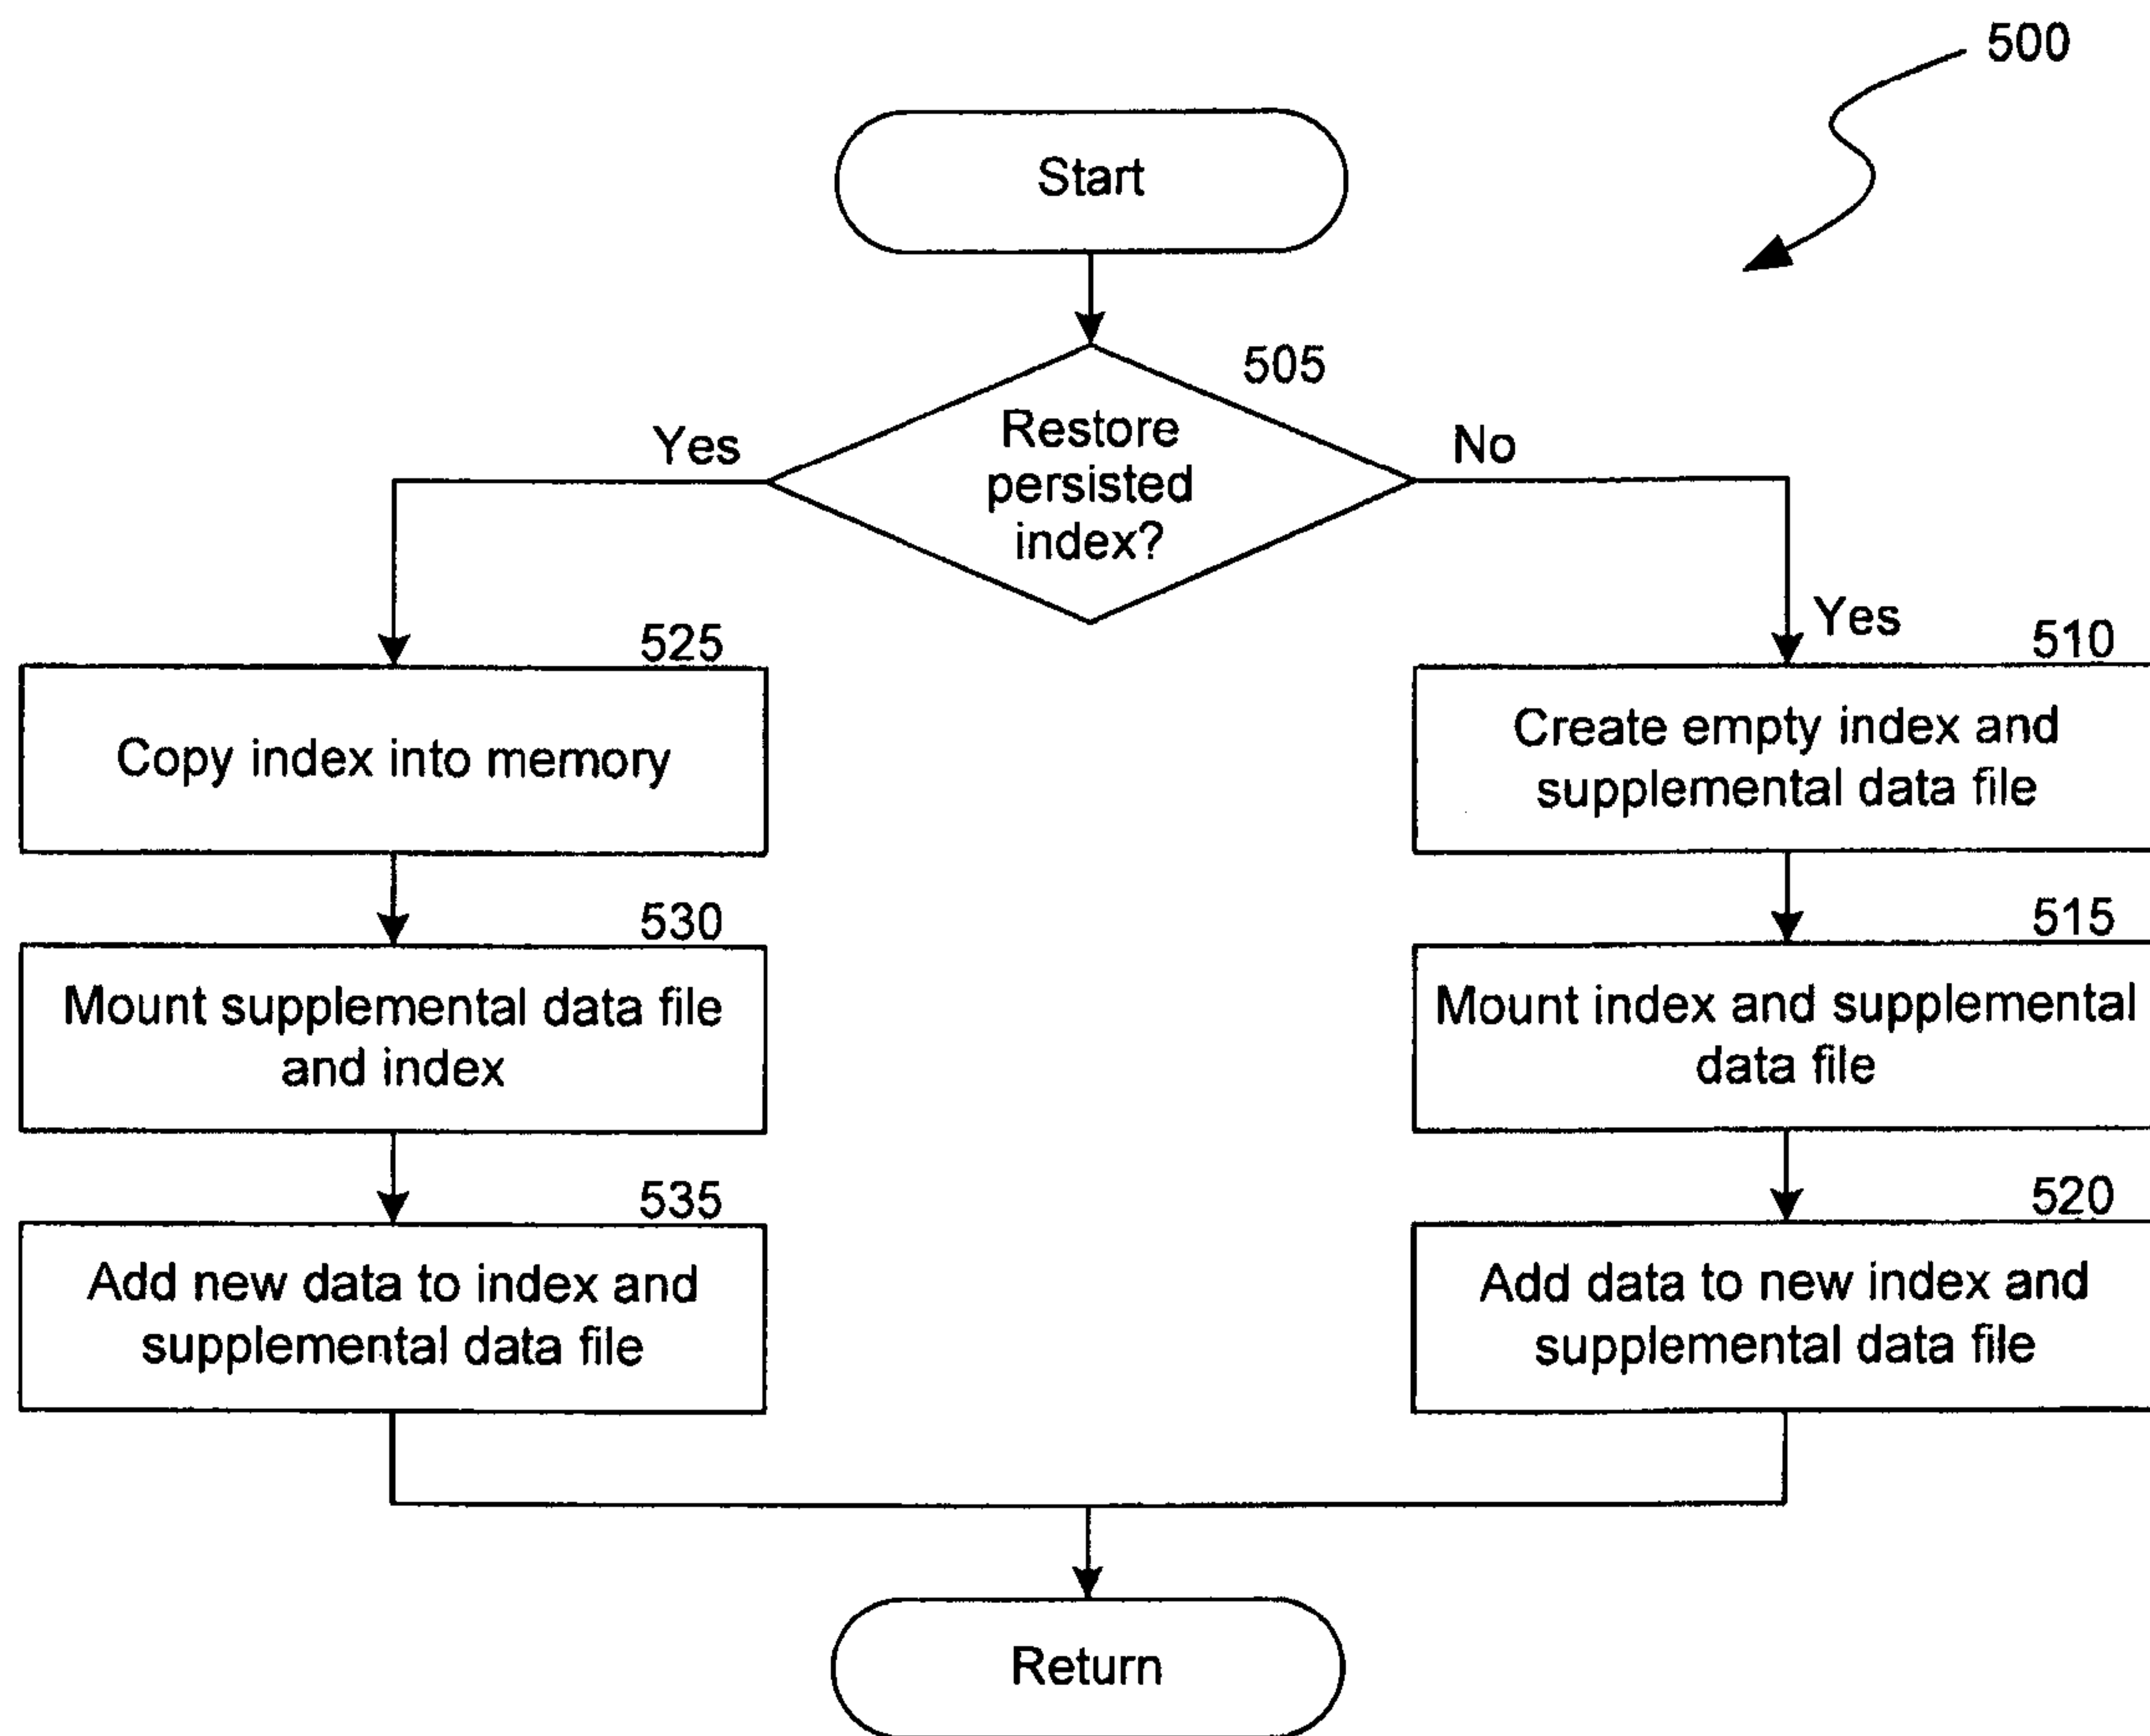 500
Start
505
Restore
persisted
index?
Yes
No
Yes
525
Copy index into memory
510
Create empty index and
supplemental data file
530
Mount supplemental data file
and index
515
Mount index and supplemental
data file
535
Add new data to index and
supplemental data file
520
Add data to new index and
supplemental data file
Return